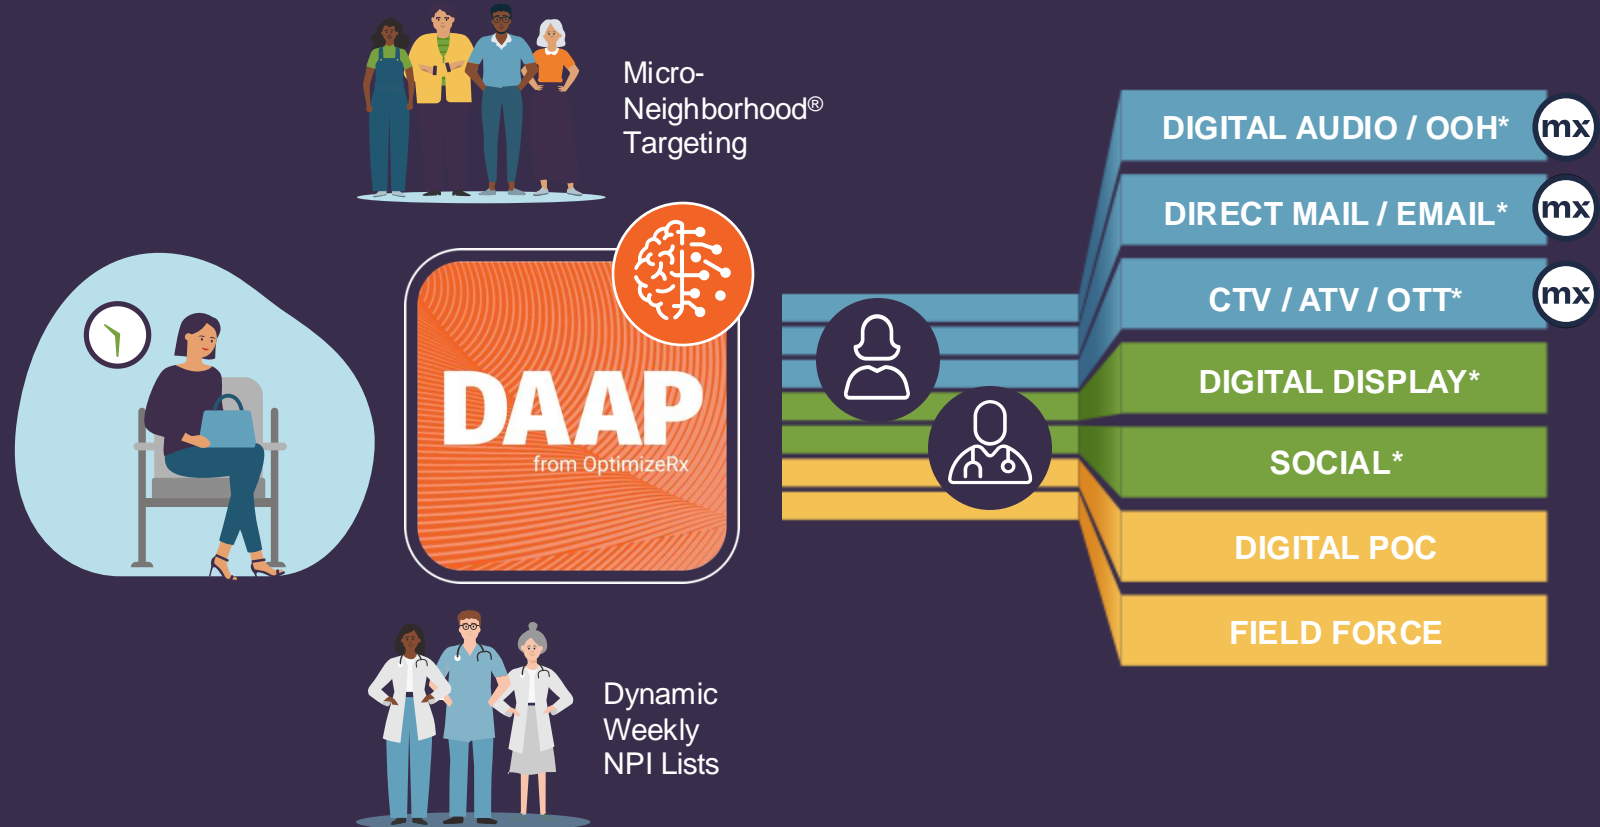 Micro-
Neighborhood®
Targeting
DAAP
from OptimizeRx
Dynamic
Weekly
NPI Lists
DIGITAL AUDIO / OOH*
mx
DIRECT MAIL / EMAIL*
mx
CTV / ATV / OTT*
mx
DIGITAL DISPLAY*
SOCIAL*
DIGITAL POC
FIELD FORCE